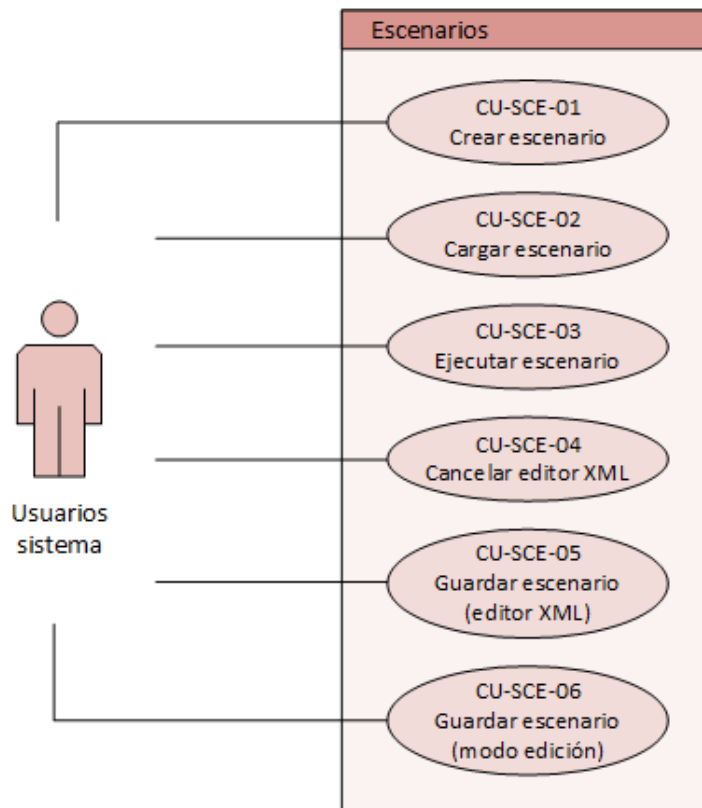 Escenarios
CU-SCE-01
Crear escenario
CU-SCE-02
Cargar escenario
CU-SCE-03
Ejecutar escenario
CU-SCE-04
Cancelar editor XML
CU-SCE-05
Guardar escenario
(editor XML)
CU-SCE-06
Guardar escenario
(modo edición)
Usuarios
sistema